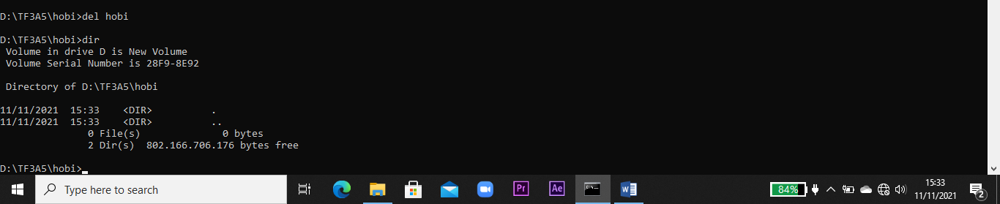 D:\TF3A5\hobi>del hobi
D:\TF3A5\hobi>dir
 Volume in drive D is New Volume
 Volume Serial Number is 28F9-8E92
 Directory of D:\TF3A5\hobi
11/11/2021  15:33    <DIR>          .
11/11/2021  15:33    <DIR>          ..
               0 File(s)              0 bytes
               2 Dir(s)  802.166.706.176 bytes free
D:\TF3A5\hobi>
Type here to search
Pr
Ae
W
84%
15:33
11/11/2021
2